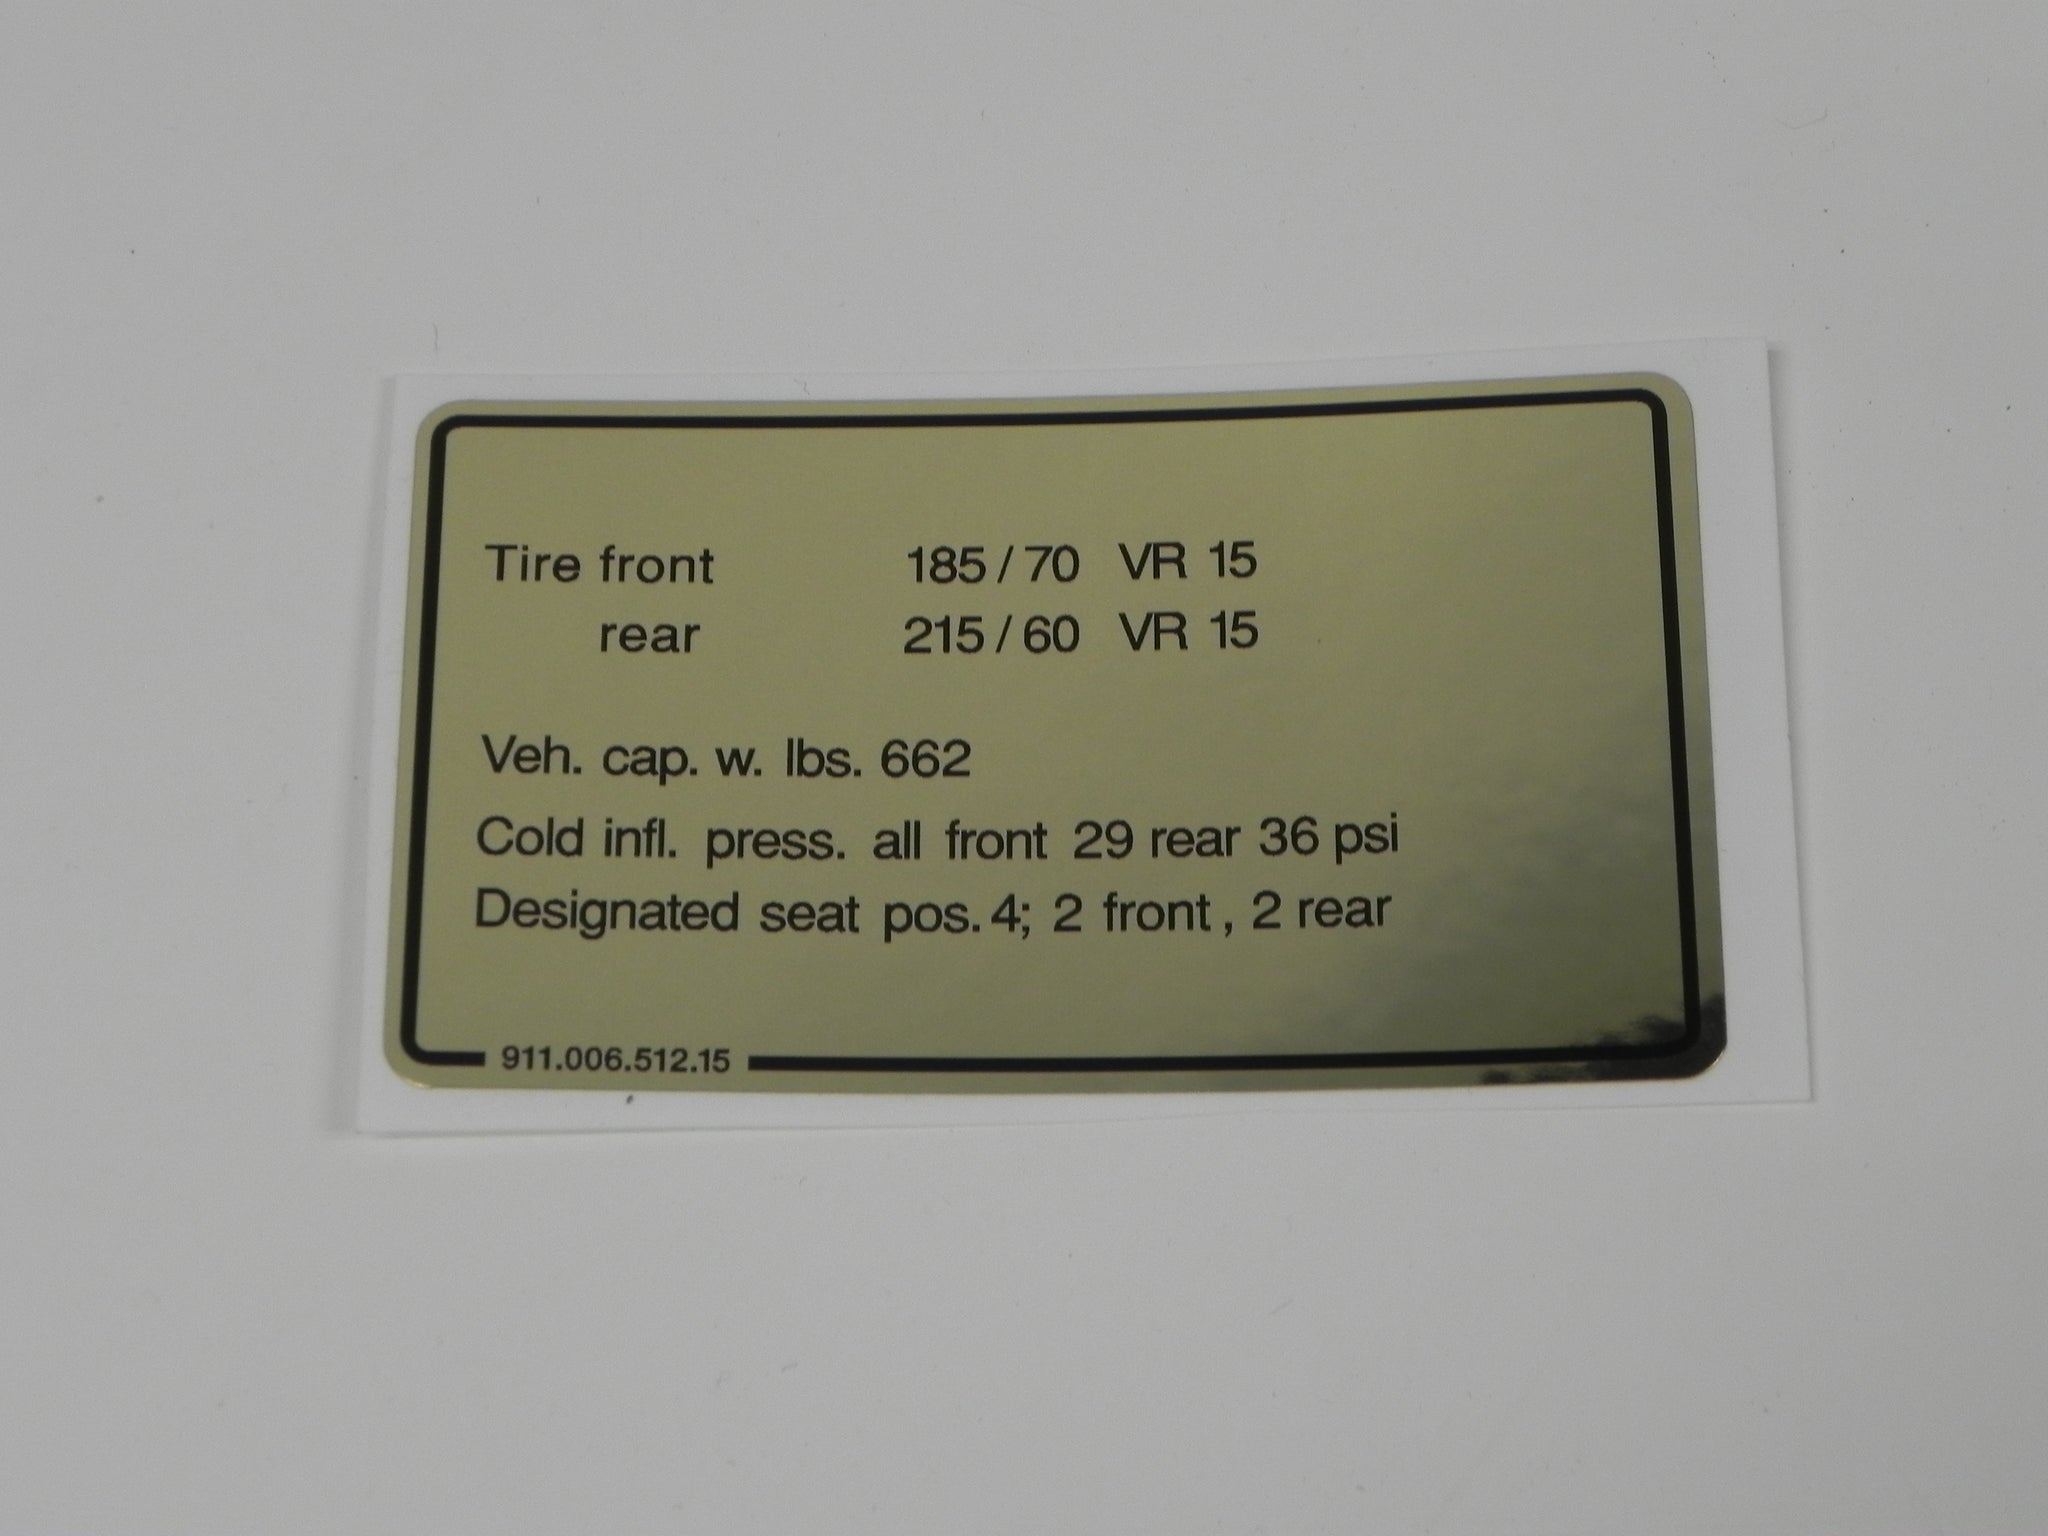 Tire front 185/70 VR 15
rear 215/60 VR 15
Veh. cap. w. lbs. 662
Cold infl. press. all front 29 rear 36 psi
Designated seat pos. 4; 2 front, 2 rear
911.006.512.15